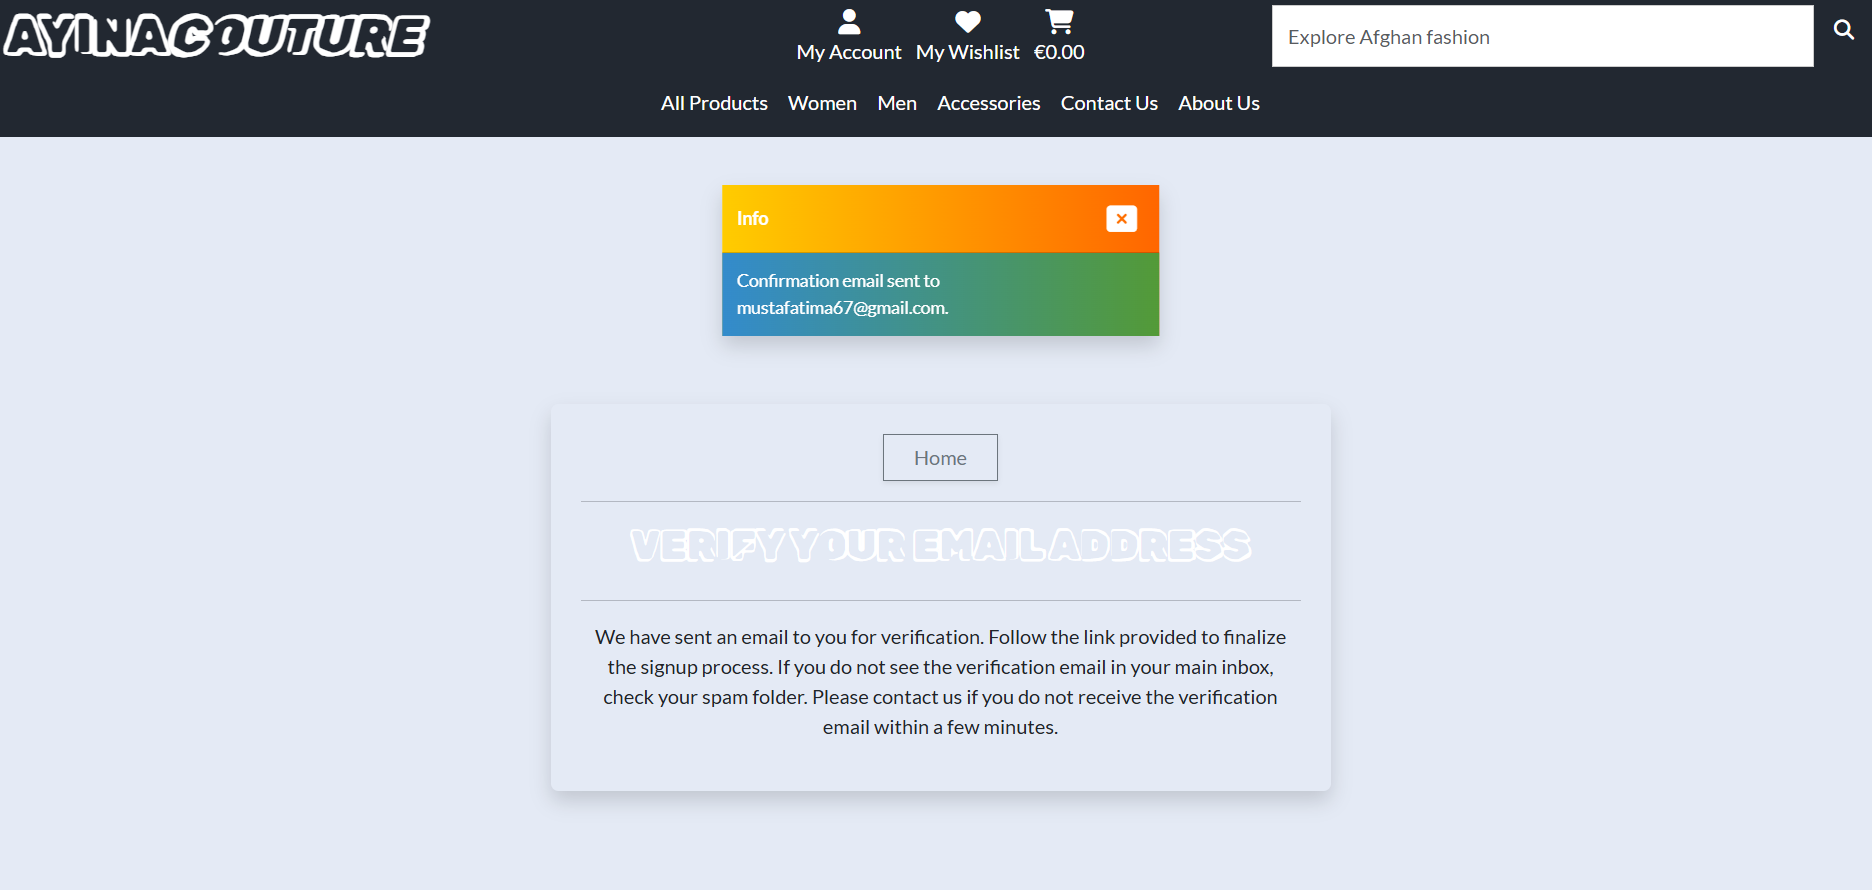 AYINACOUTURE
My Account My Wishlist €0.00
Explore Afghan fashion
All Products Women Men Accessories Contact Us About Us
Info
Confirmation email sent to
mustafatima67@gmail.com.
Home
VERIFY YOUR EMAIL ADDRESS
We have sent an email to you for verification. Follow the link provided to finalize
the signup process. If you do not see the verification email in your main inbox,
check your spam folder. Please contact us if you do not receive the verification
email within a few minutes.